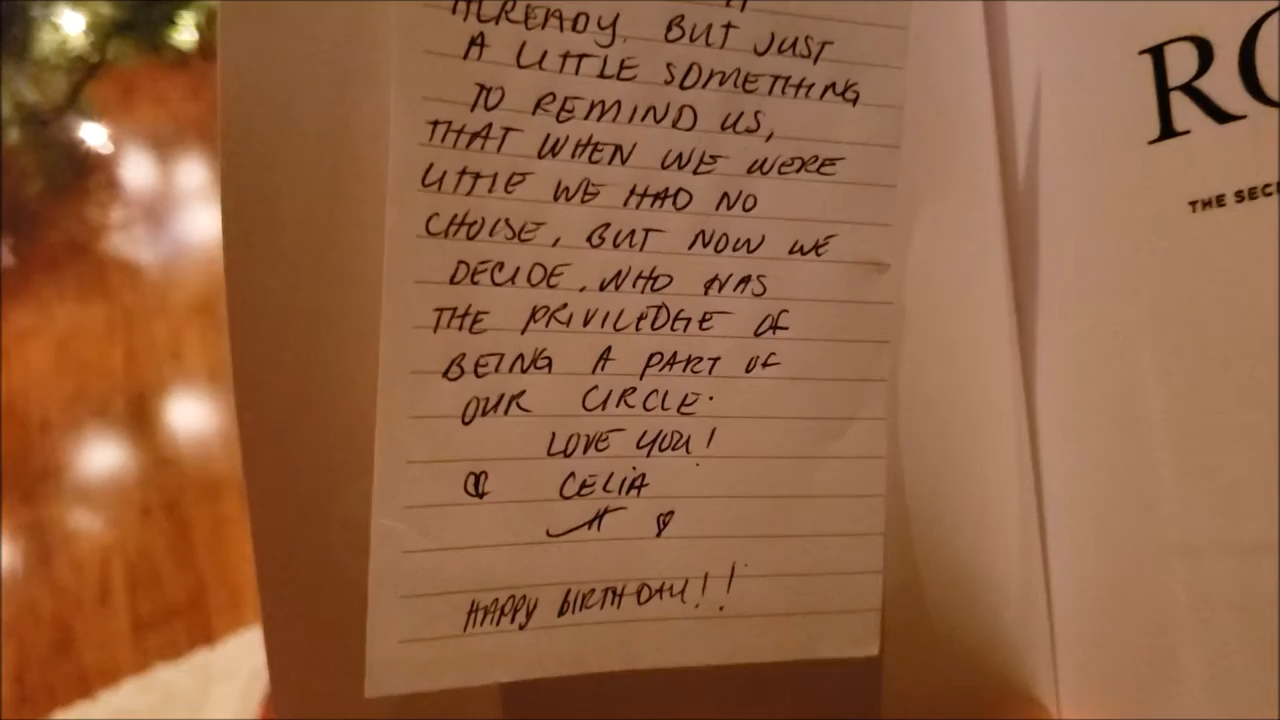 ALREADY. BUT JUST
A LITTLE SOMETHING
TO REMIND US,
THAT WHEN WE WERE
LITTLE WE HAD NO
CHOISE, BUT NOW WE
DECIDE, WHO HAS
THE PRIVILEDGE OF
BEING A PART OF
OUR CIRCLE.
LOVE YOU!
CELIA
HAPPY BIRTHDAY!!
RO
THE SEC